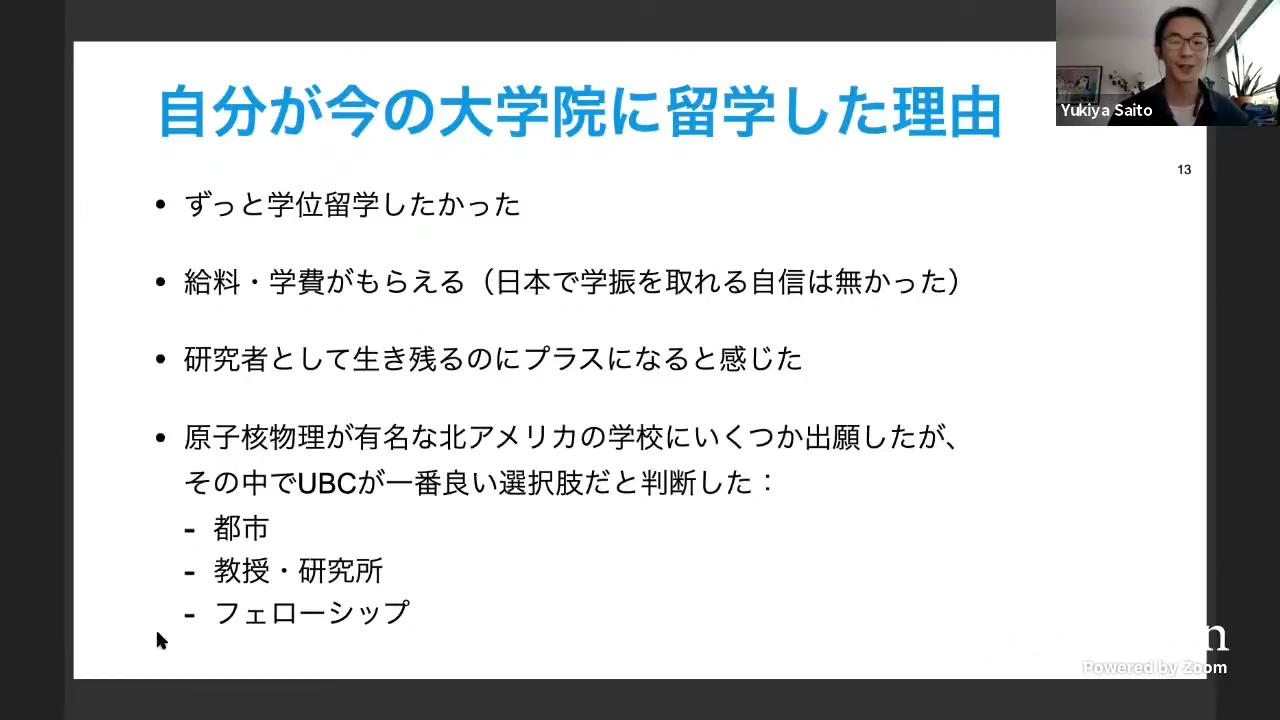 自分が今の大学院に留学した理由
Yukiya Saito
13
• ずっと学位留学したかった
• 給料・学費がもらえる（日本で学振を取れる自信は無かった）
• 研究者として生き残るのにプラスになると感じた
• 原子核物理が有名な北アメリカの学校にいくつか出願したが、
その中でUBCが一番良い選択肢だと判断した：
- 都市
- 教授・研究所
- フェローシップ
Powered by Zoom